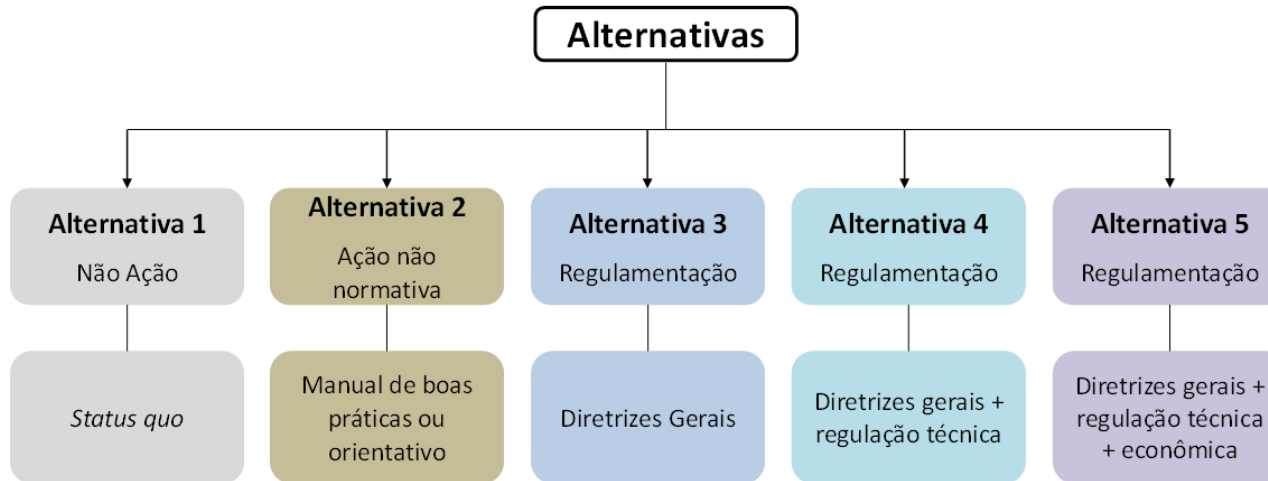 Alternativas
Alternativa 1
Não Ação
Alternativa 2
Ação não
normativa
Alternativa 3
Regulamentação
Alternativa 4
Regulamentação
Alternativa 5
Regulamentação
Status quo
Manual de boas
práticas ou
orientativo
Diretrizes Gerais
Diretrizes gerais +
regulação técnica
Diretrizes gerais +
regulação técnica
+ econômica